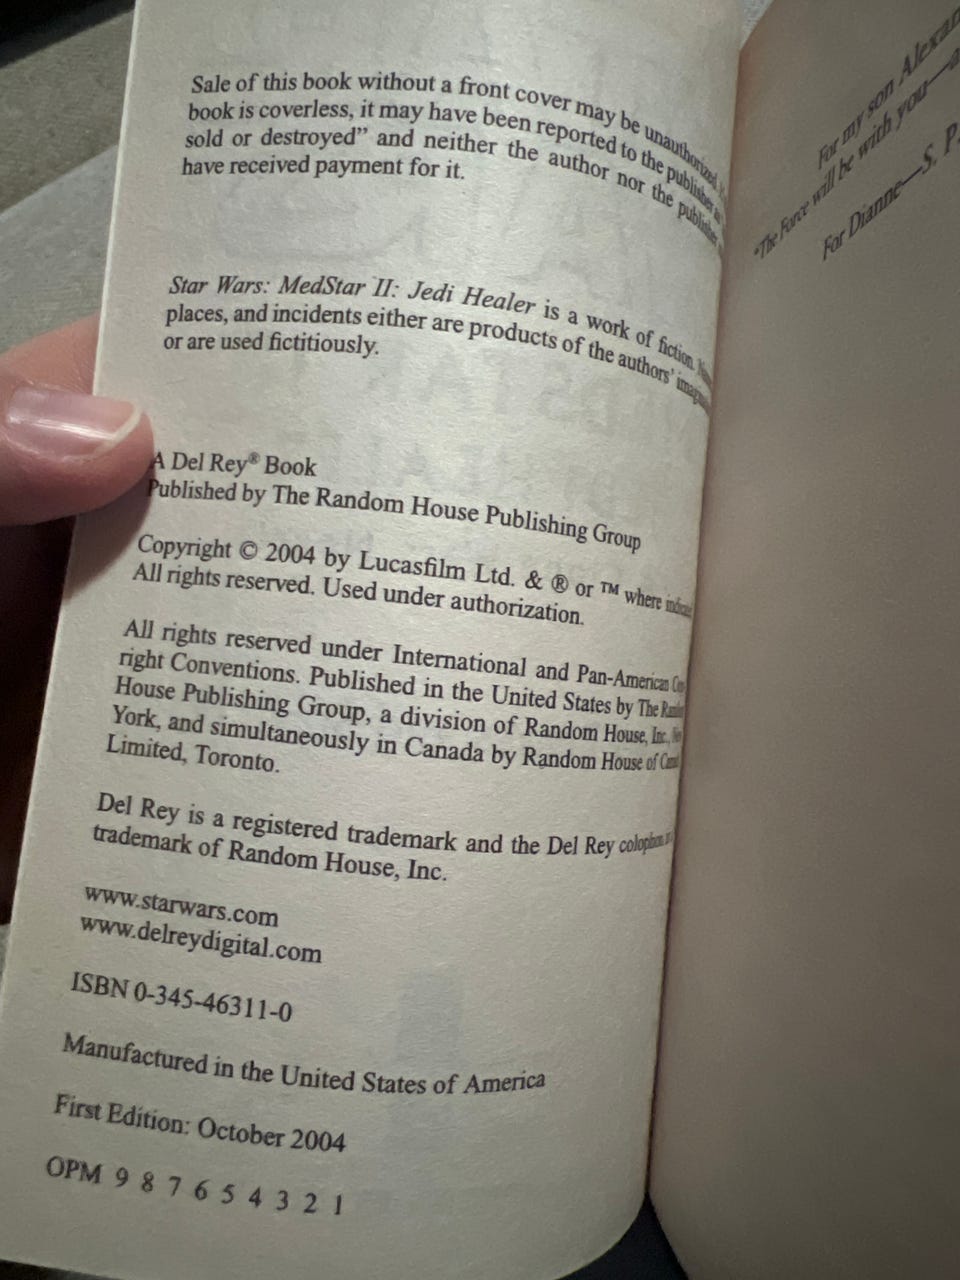 Sale of this book without a front cover may be unauthorized.
book is coverless, it may have been reported to the publisher as
sold or destroyed” and neither the author nor the publisher
have received payment for it.
Star Wars: MedStar II: Jedi Healer is a work of fiction.
places, and incidents either are products of the authors’
or are used fictitiously.
A Del Rey® Book
Published by The Random House Publishing Group
Copyright © 2004 by Lucasfilm Ltd. & ® or ™ where
All rights reserved. Used under authorization.
All rights reserved under International and Pan-American
right Conventions. Published in the United States by The
House Publishing Group, a division of Random House, Inc.,
York, and simultaneously in Canada by Random House of
Limited, Toronto.
Del Rey is a registered trademark and the Del Rey colophon
trademark of Random House, Inc.
www.starwars.com
www.delreydigital.com
ISBN 0-345-46311-0
Manufactured in the United States of America
First Edition: October 2004
OPM 9 8 7 6 5 4 3 2 1
For my son
“The Force will be with you—
For Dianne—S. P.